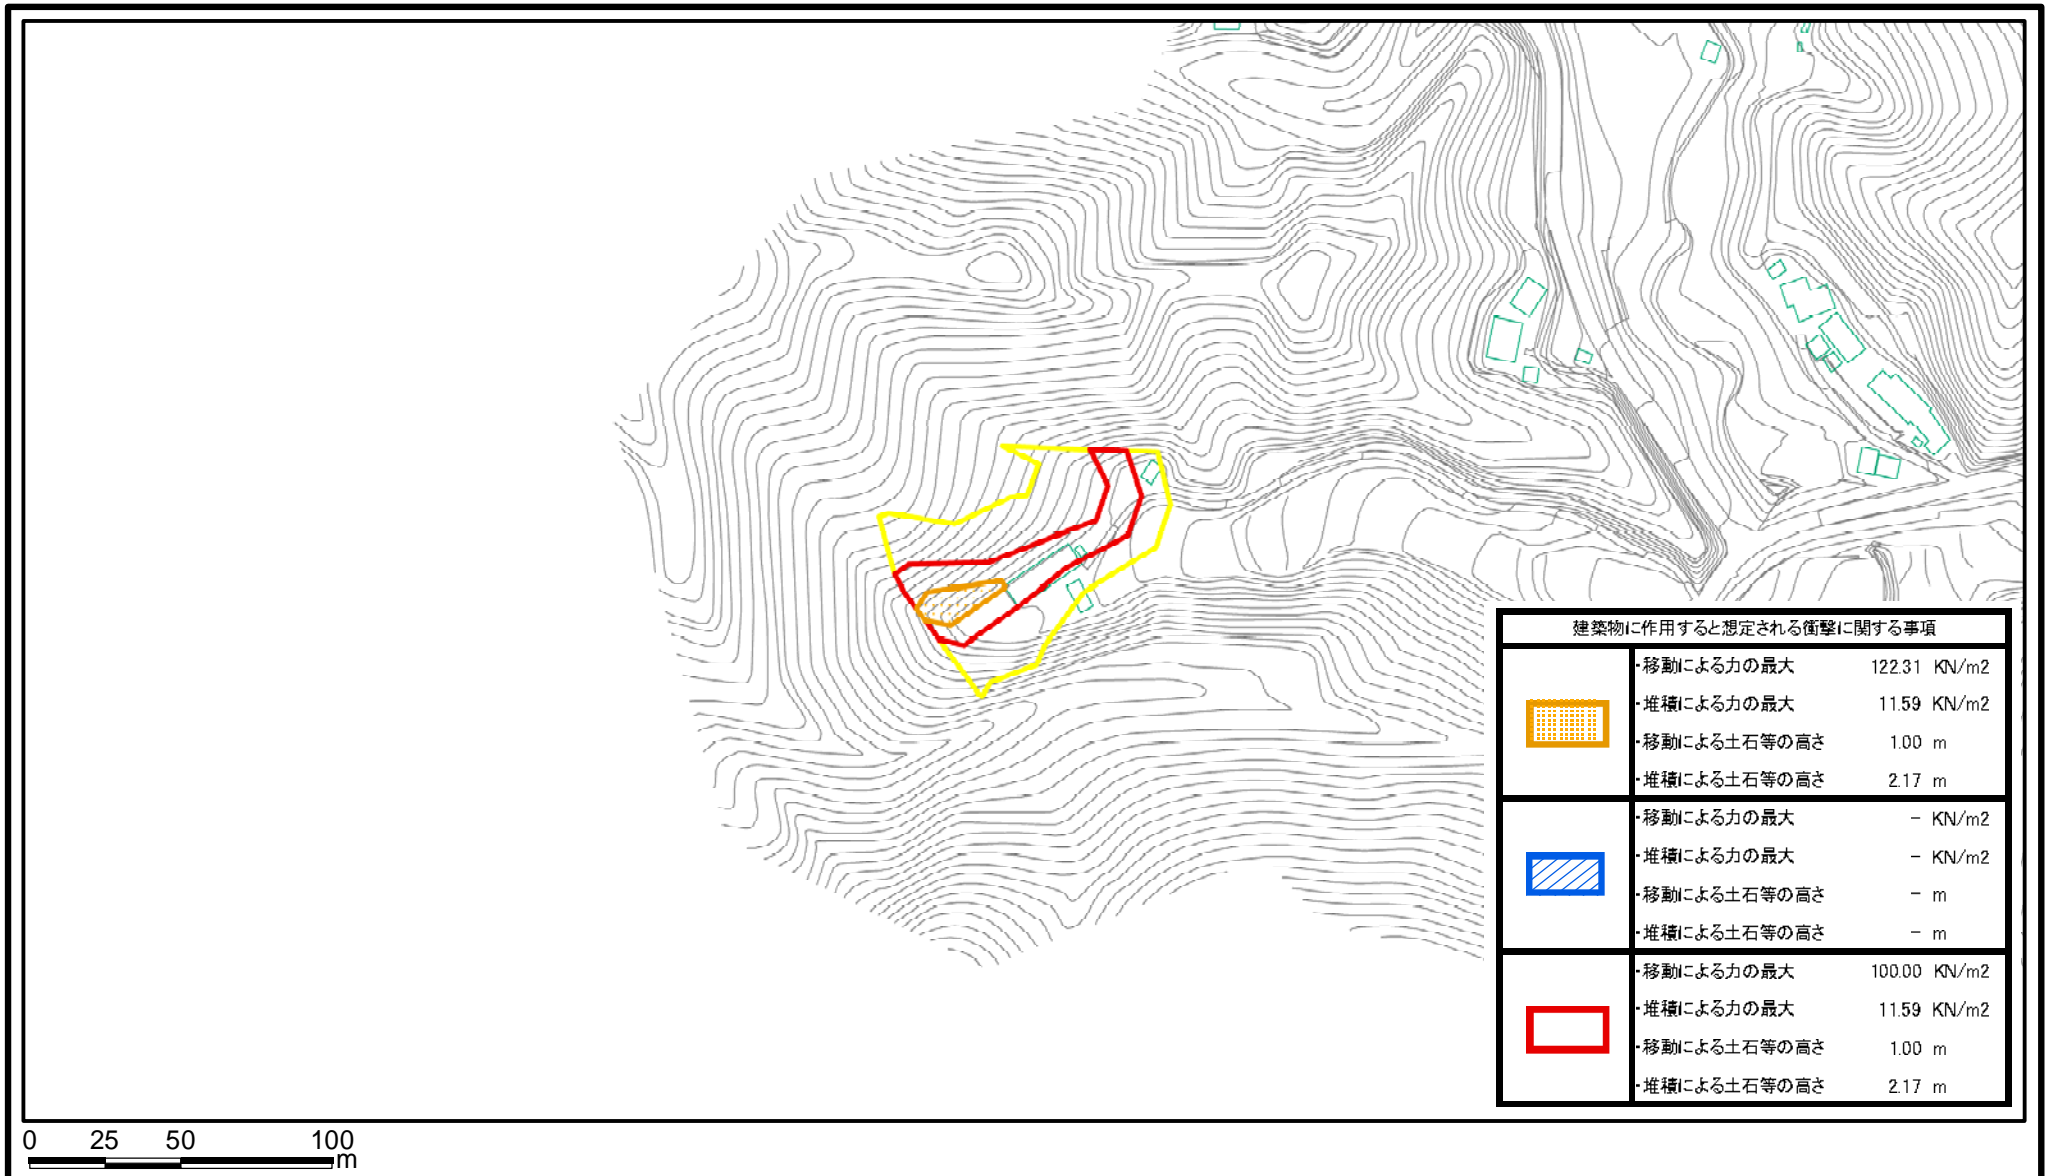 建築物に作用すると想定される衝撃に関する事項
・移動による力の最大 122.31 KN/m2
・堆積による力の最大 11.59 KN/m2
・移動による土石等の高さ 1.00 m
・堆積による土石等の高さ 2.17 m
・移動による力の最大 − KN/m2
・堆積による力の最大 − KN/m2
・移動による土石等の高さ − m
・堆積による土石等の高さ − m
・移動による力の最大 100.00 KN/m2
・堆積による力の最大 11.59 KN/m2
・移動による土石等の高さ 1.00 m
・堆積による土石等の高さ 2.17 m
0 25 50 100
m